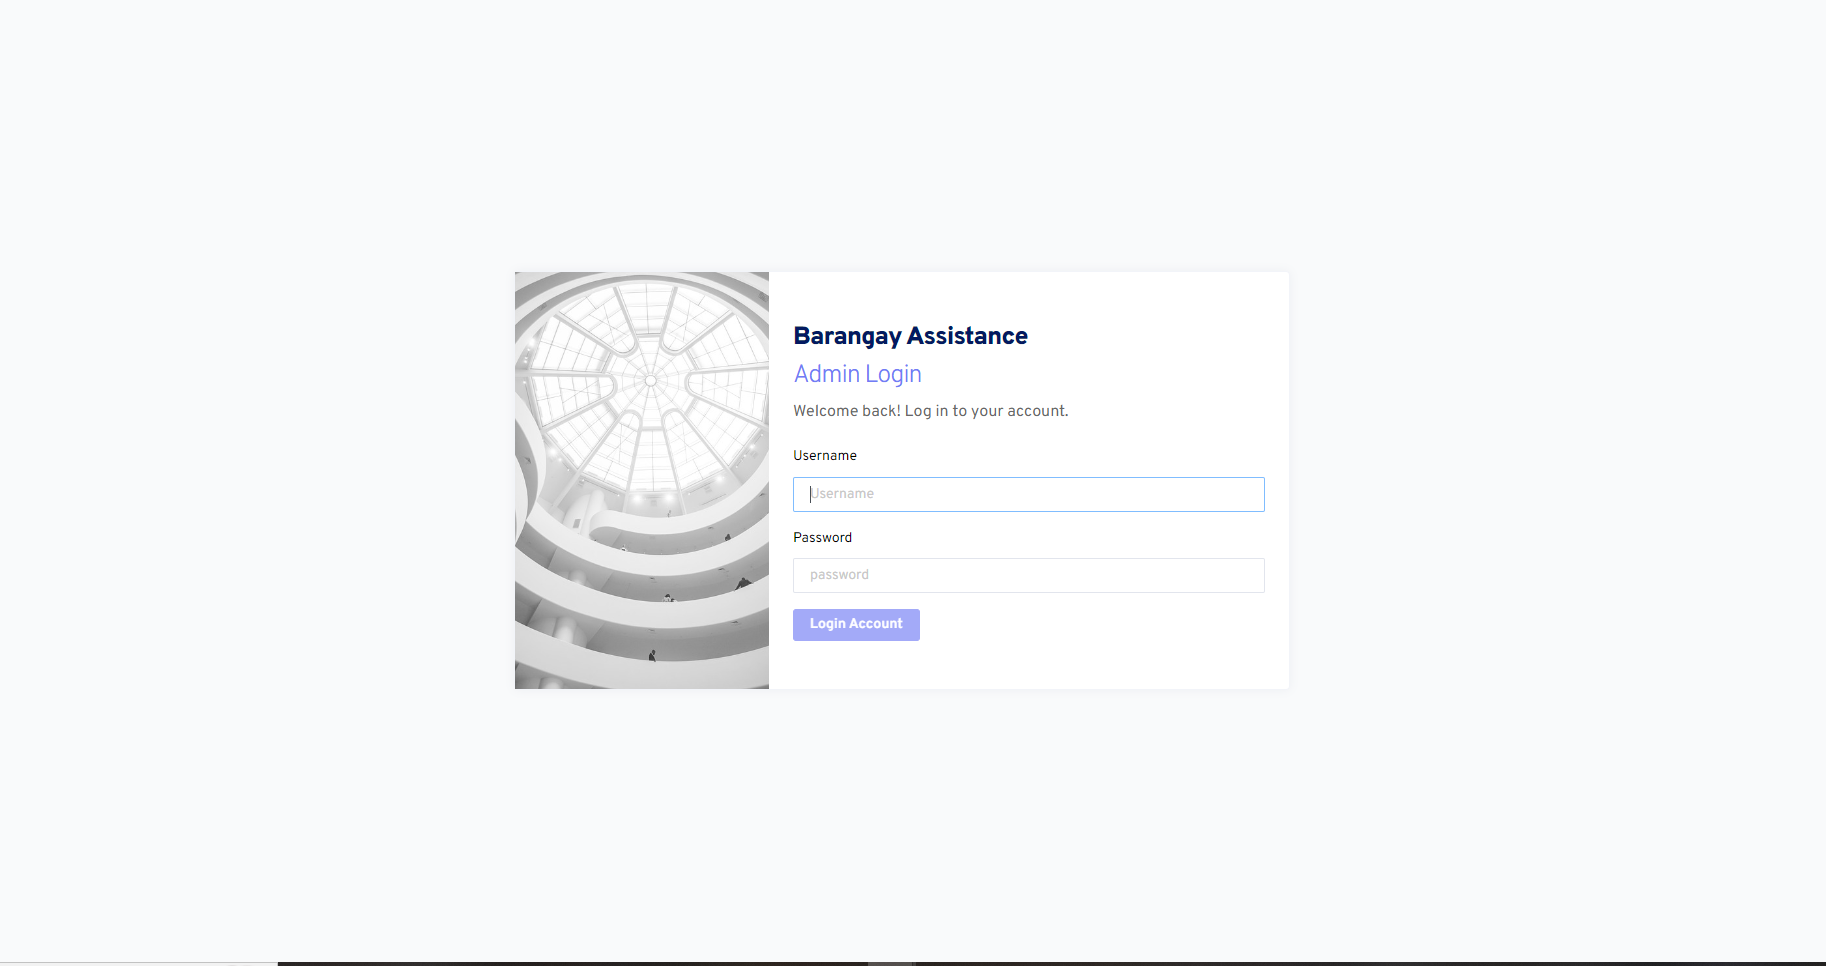 Barangay Assistance
Admin Login
Welcome back! Log in to your account.
Username
Username
Password
password
Login Account